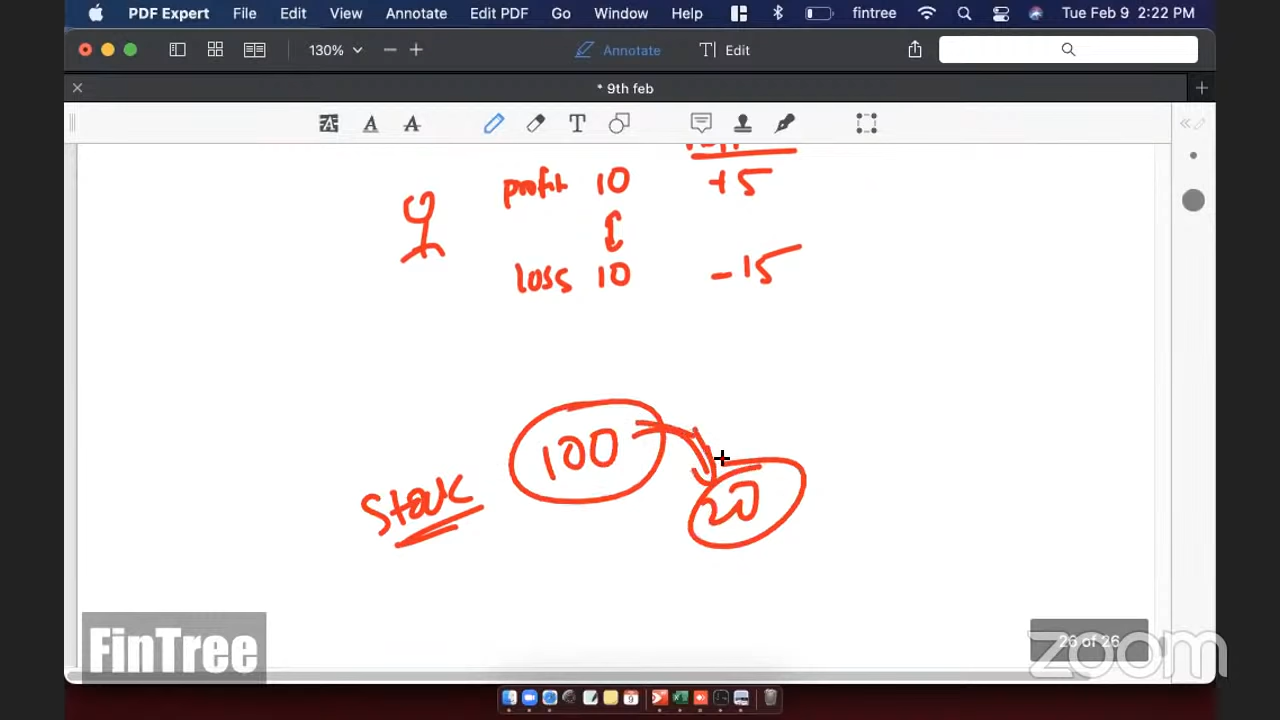 PDF Expert File Edit View Annotate Edit PDF Go Window Help fintree Tue Feb 9 2:22 PM
130% Annotate Edit
* 9th feb
profit 10 +5
loss 10 -15
100
Stock
20
FinTree
26 of 26
zoom